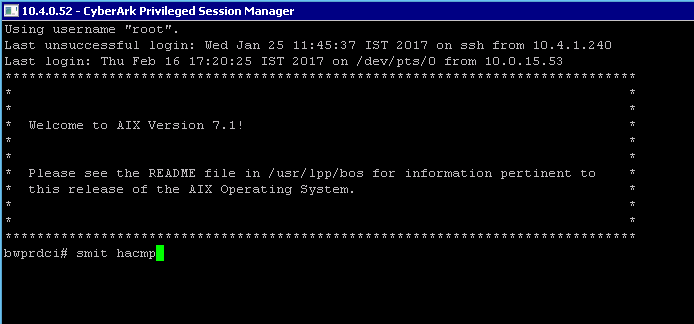 10.4.0.52 - CyberArk Privileged Session Manager
Using username "root".
Last unsuccessful login: Wed Jan 25 11:45:37 IST 2017 on ssh from 10.4.1.240
Last login: Thu Feb 16 17:20:25 IST 2017 on /dev/pts/0 from 10.0.15.53
*******************************************************************************
*                                                                             *
*                                                                             *
*  Welcome to AIX Version 7.1!                                                *
*                                                                             *
*                                                                             *
*  Please see the README file in /usr/lpp/bos for information pertinent to    *
*  this release of the AIX Operating System.                                  *
*                                                                             *
*                                                                             *
*******************************************************************************
bwprdci# smit hacmp